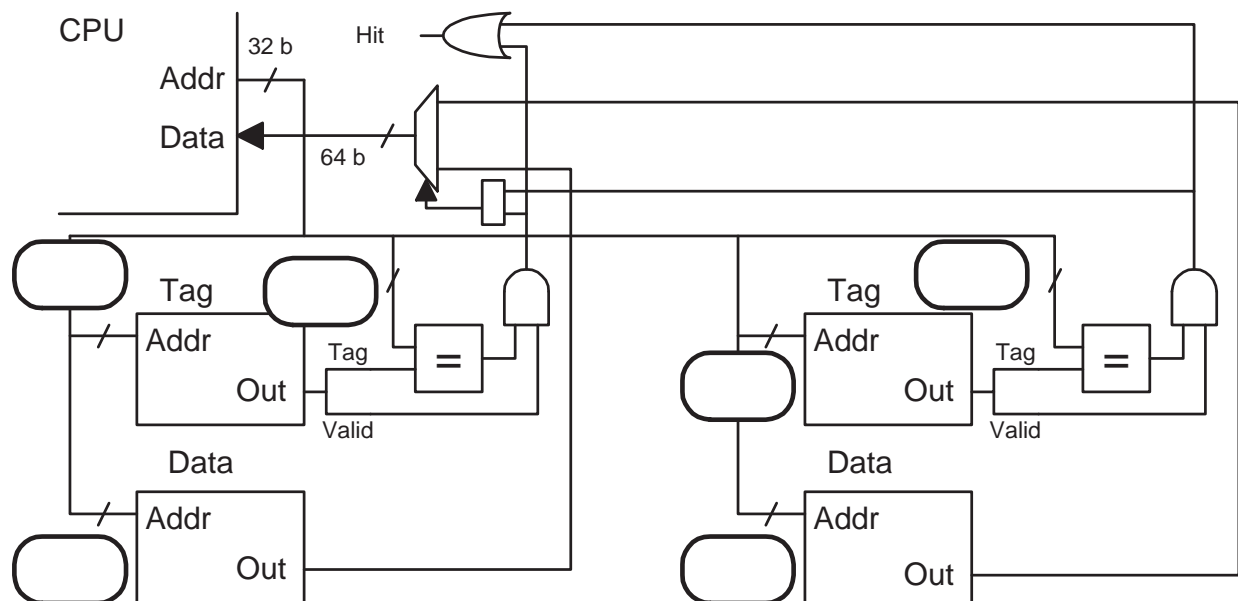 CPU
32 b
Hit
Addr
Data
64 b
Tag
Tag
Addr
Addr
Tag
=
Tag
=
Out
Out
Valid
Valid
Data
Data
Addr
Addr
Out
Out